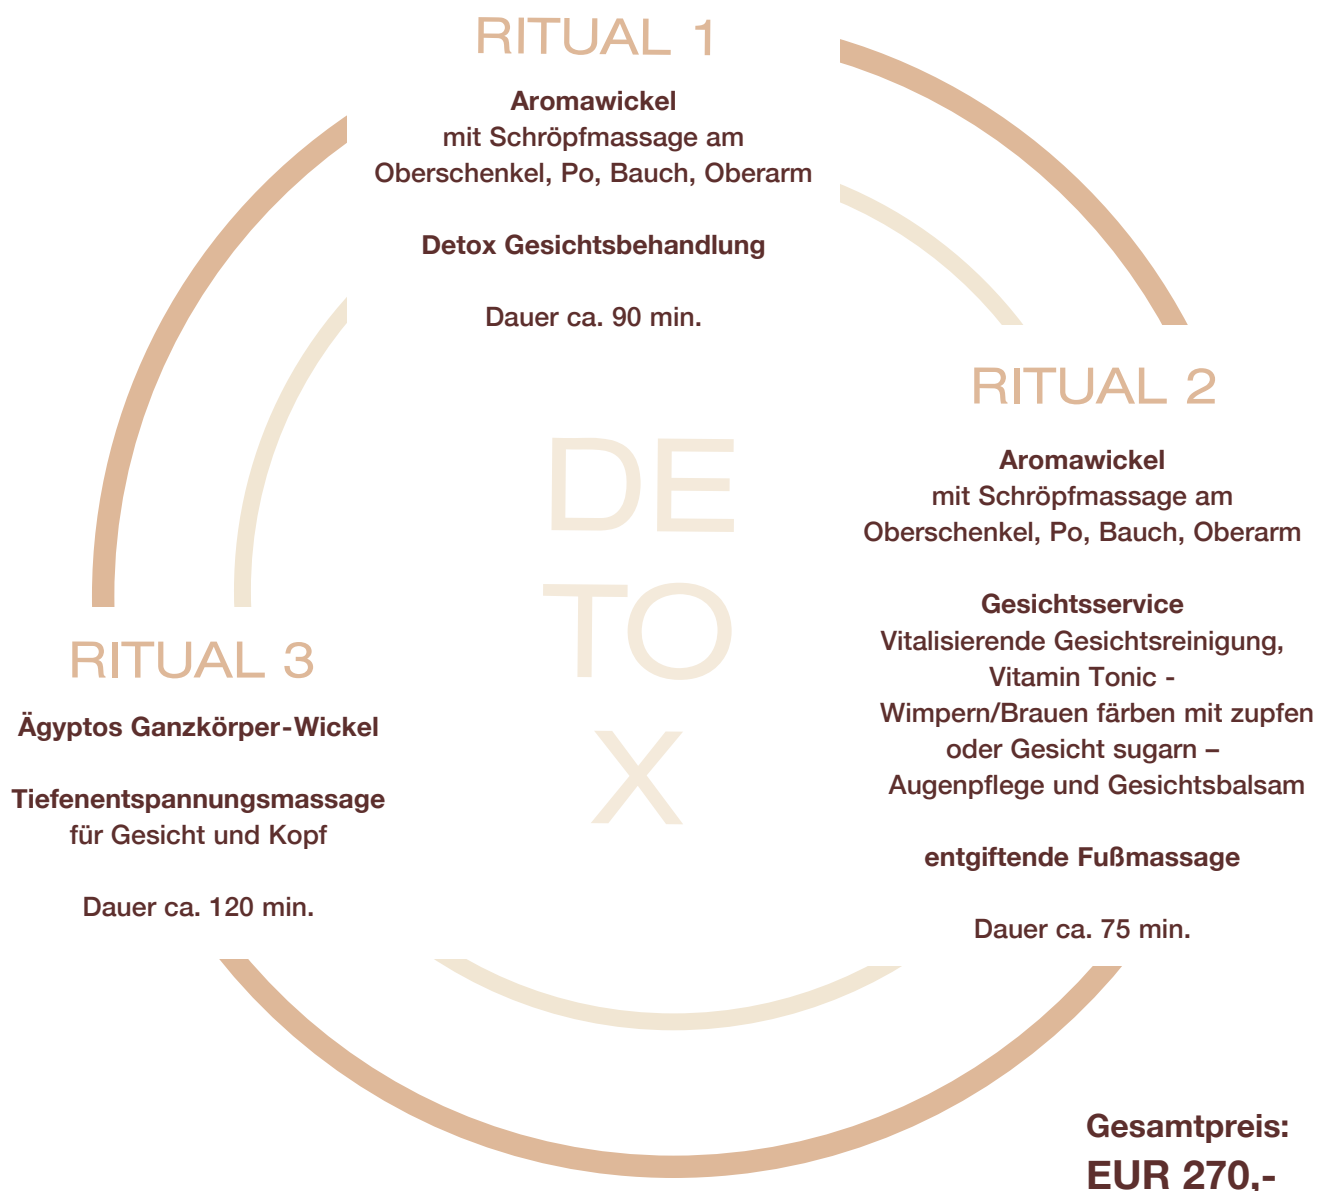 RITUAL 1
Aromawickel
mit Schröpfmassage am
Oberschenkel, Po, Bauch, Oberarm
Detox Gesichtsbehandlung
Dauer ca. 90 min.
RITUAL 2
Aromawickel
mit Schröpfmassage am
Oberschenkel, Po, Bauch, Oberarm
Gesichtsservice
Vitalisierende Gesichtsreinigung,
Vitamin Tonic -
Wimpern/Brauen färben mit zupfen
oder Gesicht sugarn –
Augenpflege und Gesichtsbalsam
entgiftende Fußmassage
Dauer ca. 75 min.
DE
TO
X
RITUAL 3
Ägyptos Ganzkörper-Wickel
Tiefenentspannungsmassage
für Gesicht und Kopf
Dauer ca. 120 min.
Gesamtpreis:
EUR 270,-